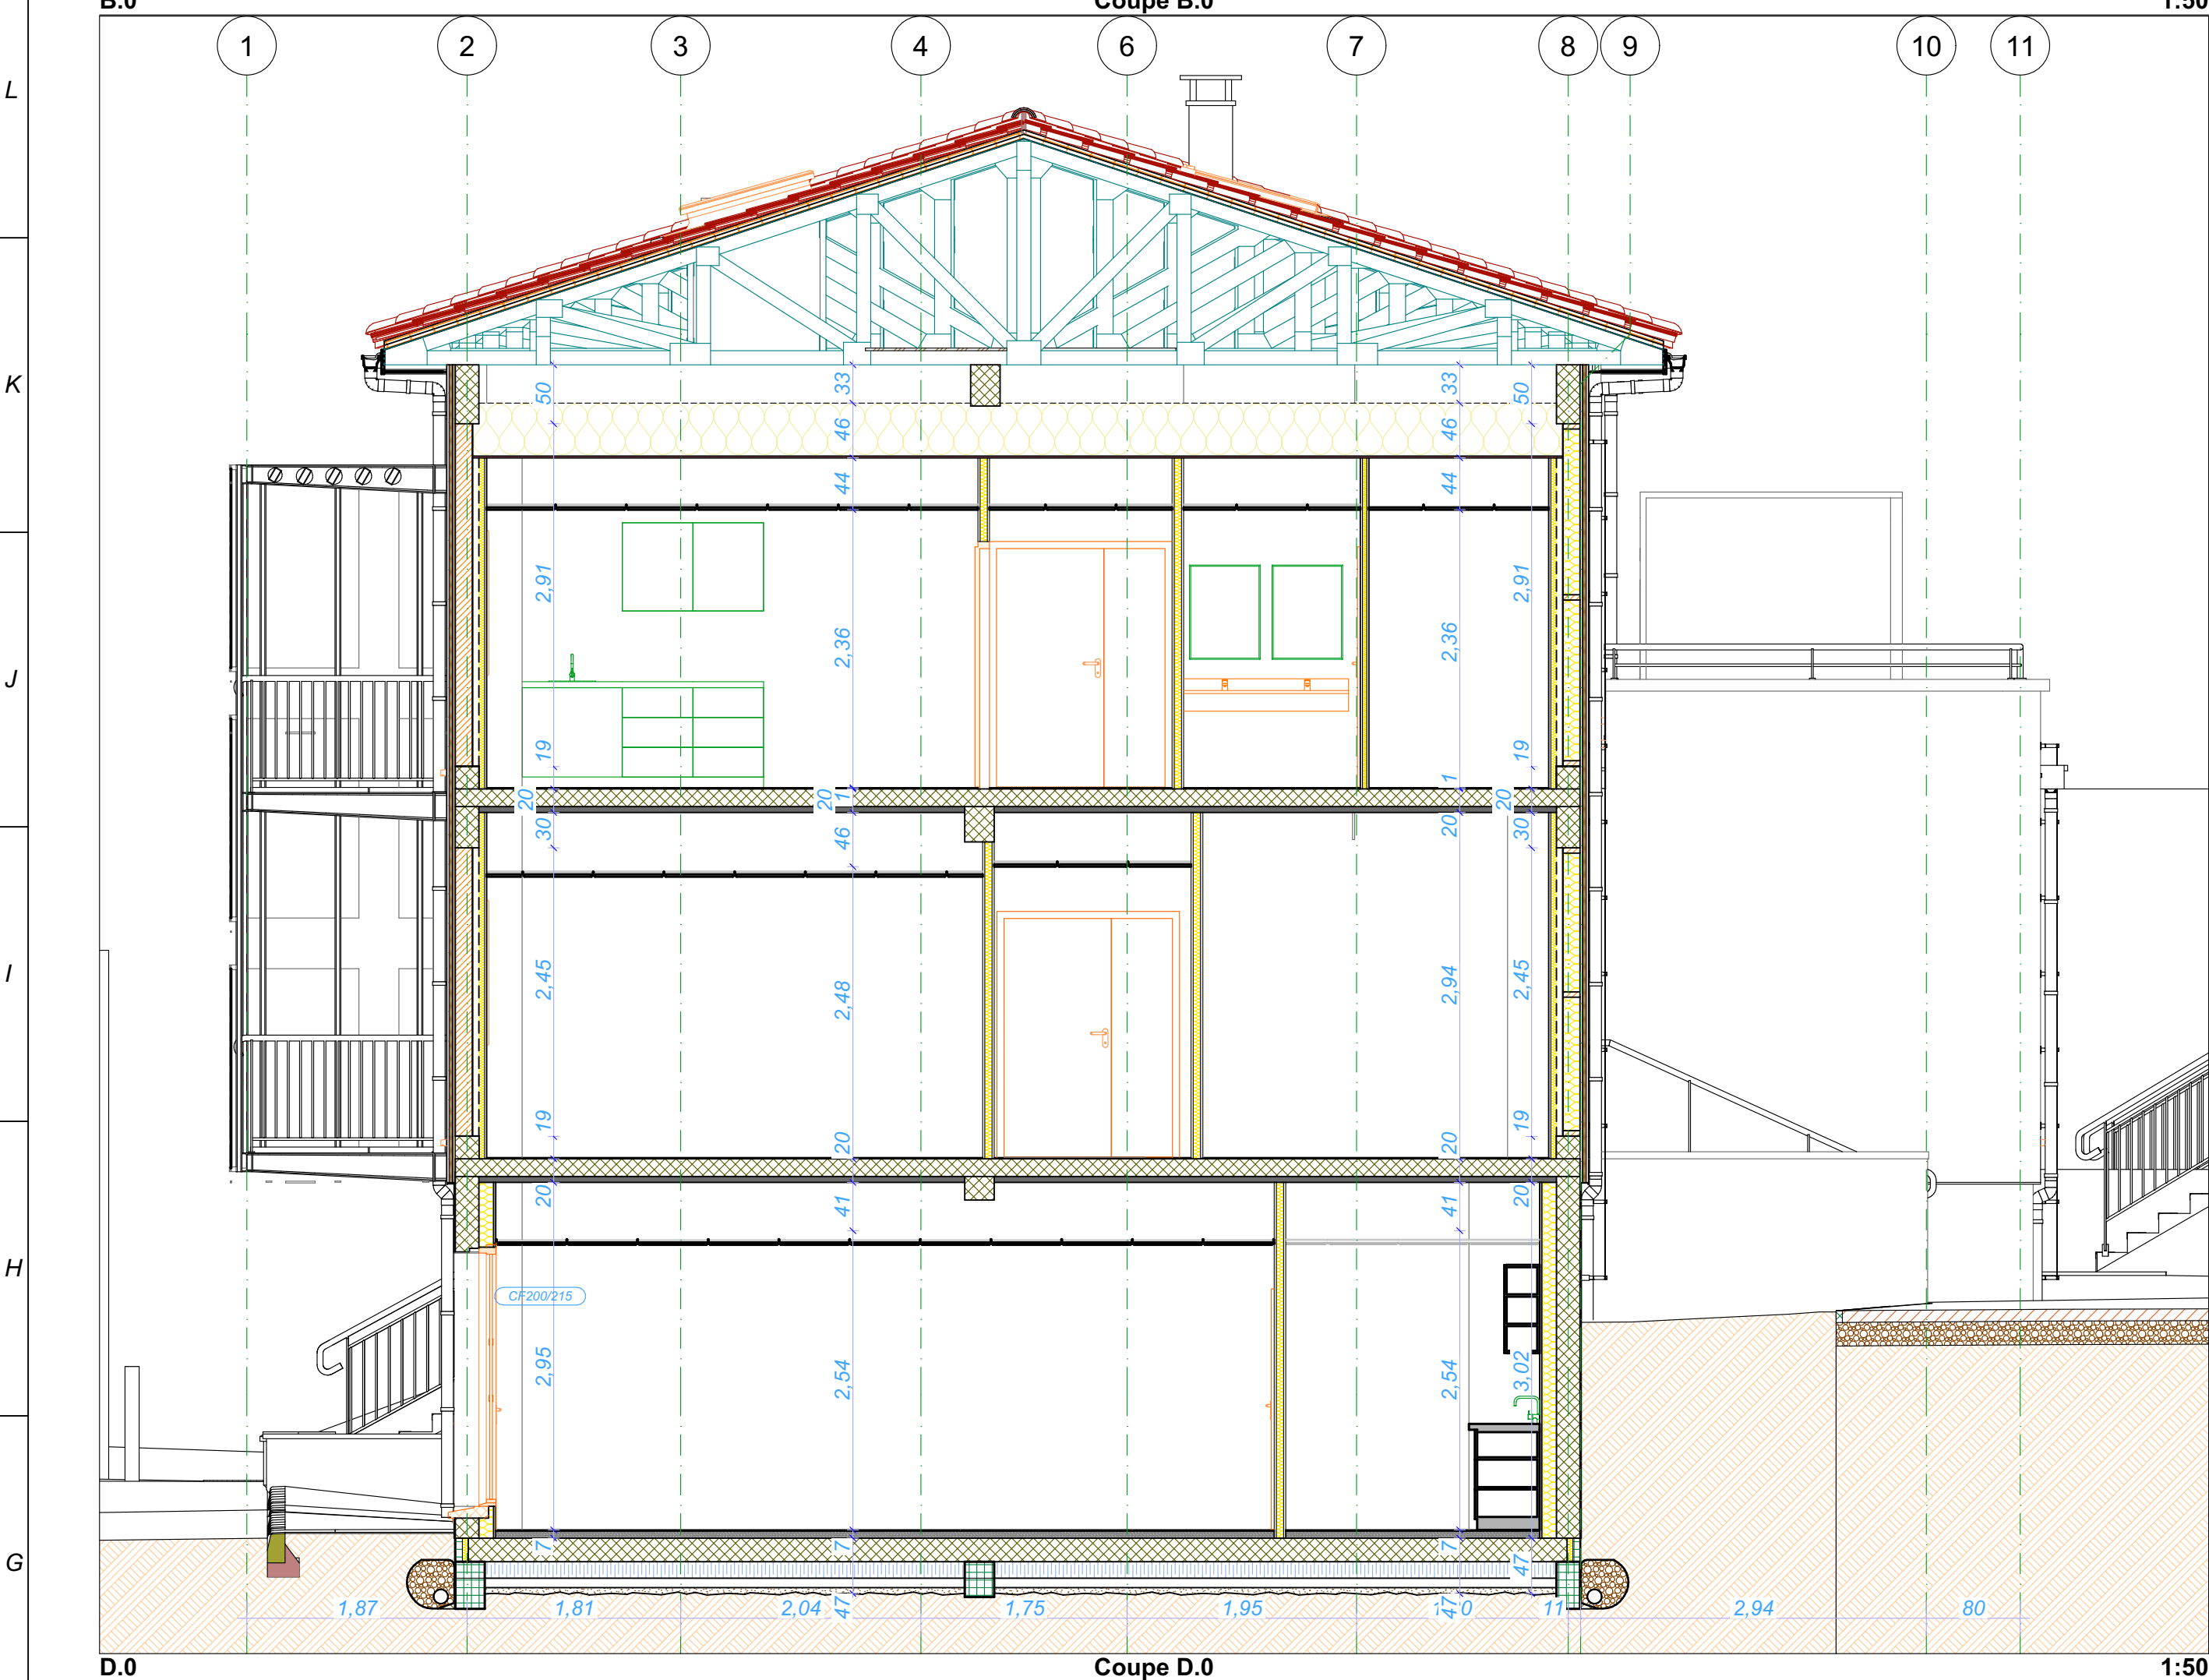 B.0 Coupe B.0 1:50
1 2 3 4 6 7 8 9 10 11
L
K
J
I
H
G
50 33 33 50
46 46
44 44
2,91 2,36 2,36 2,91
19 1 19
20 20 1 20
30 46 20 30
2,45 2,48 2,94 2,45
19 20 20 19
20 41 41 20
CF200/215
2,95 2,54 2,54 3,02
7 7 7 47
47 47
1,87 1,81 2,04 1,75 1,95 11 2,94 80
D.0 Coupe D.0 1:50